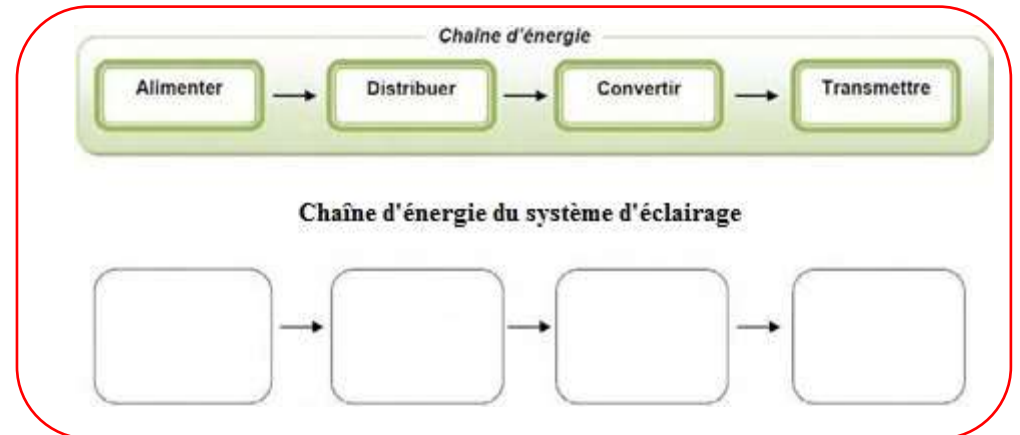 Chaîne d'énergie
Alimenter
Distribuer
Convertir
Transmettre
Chaîne d'énergie du système d'éclairage